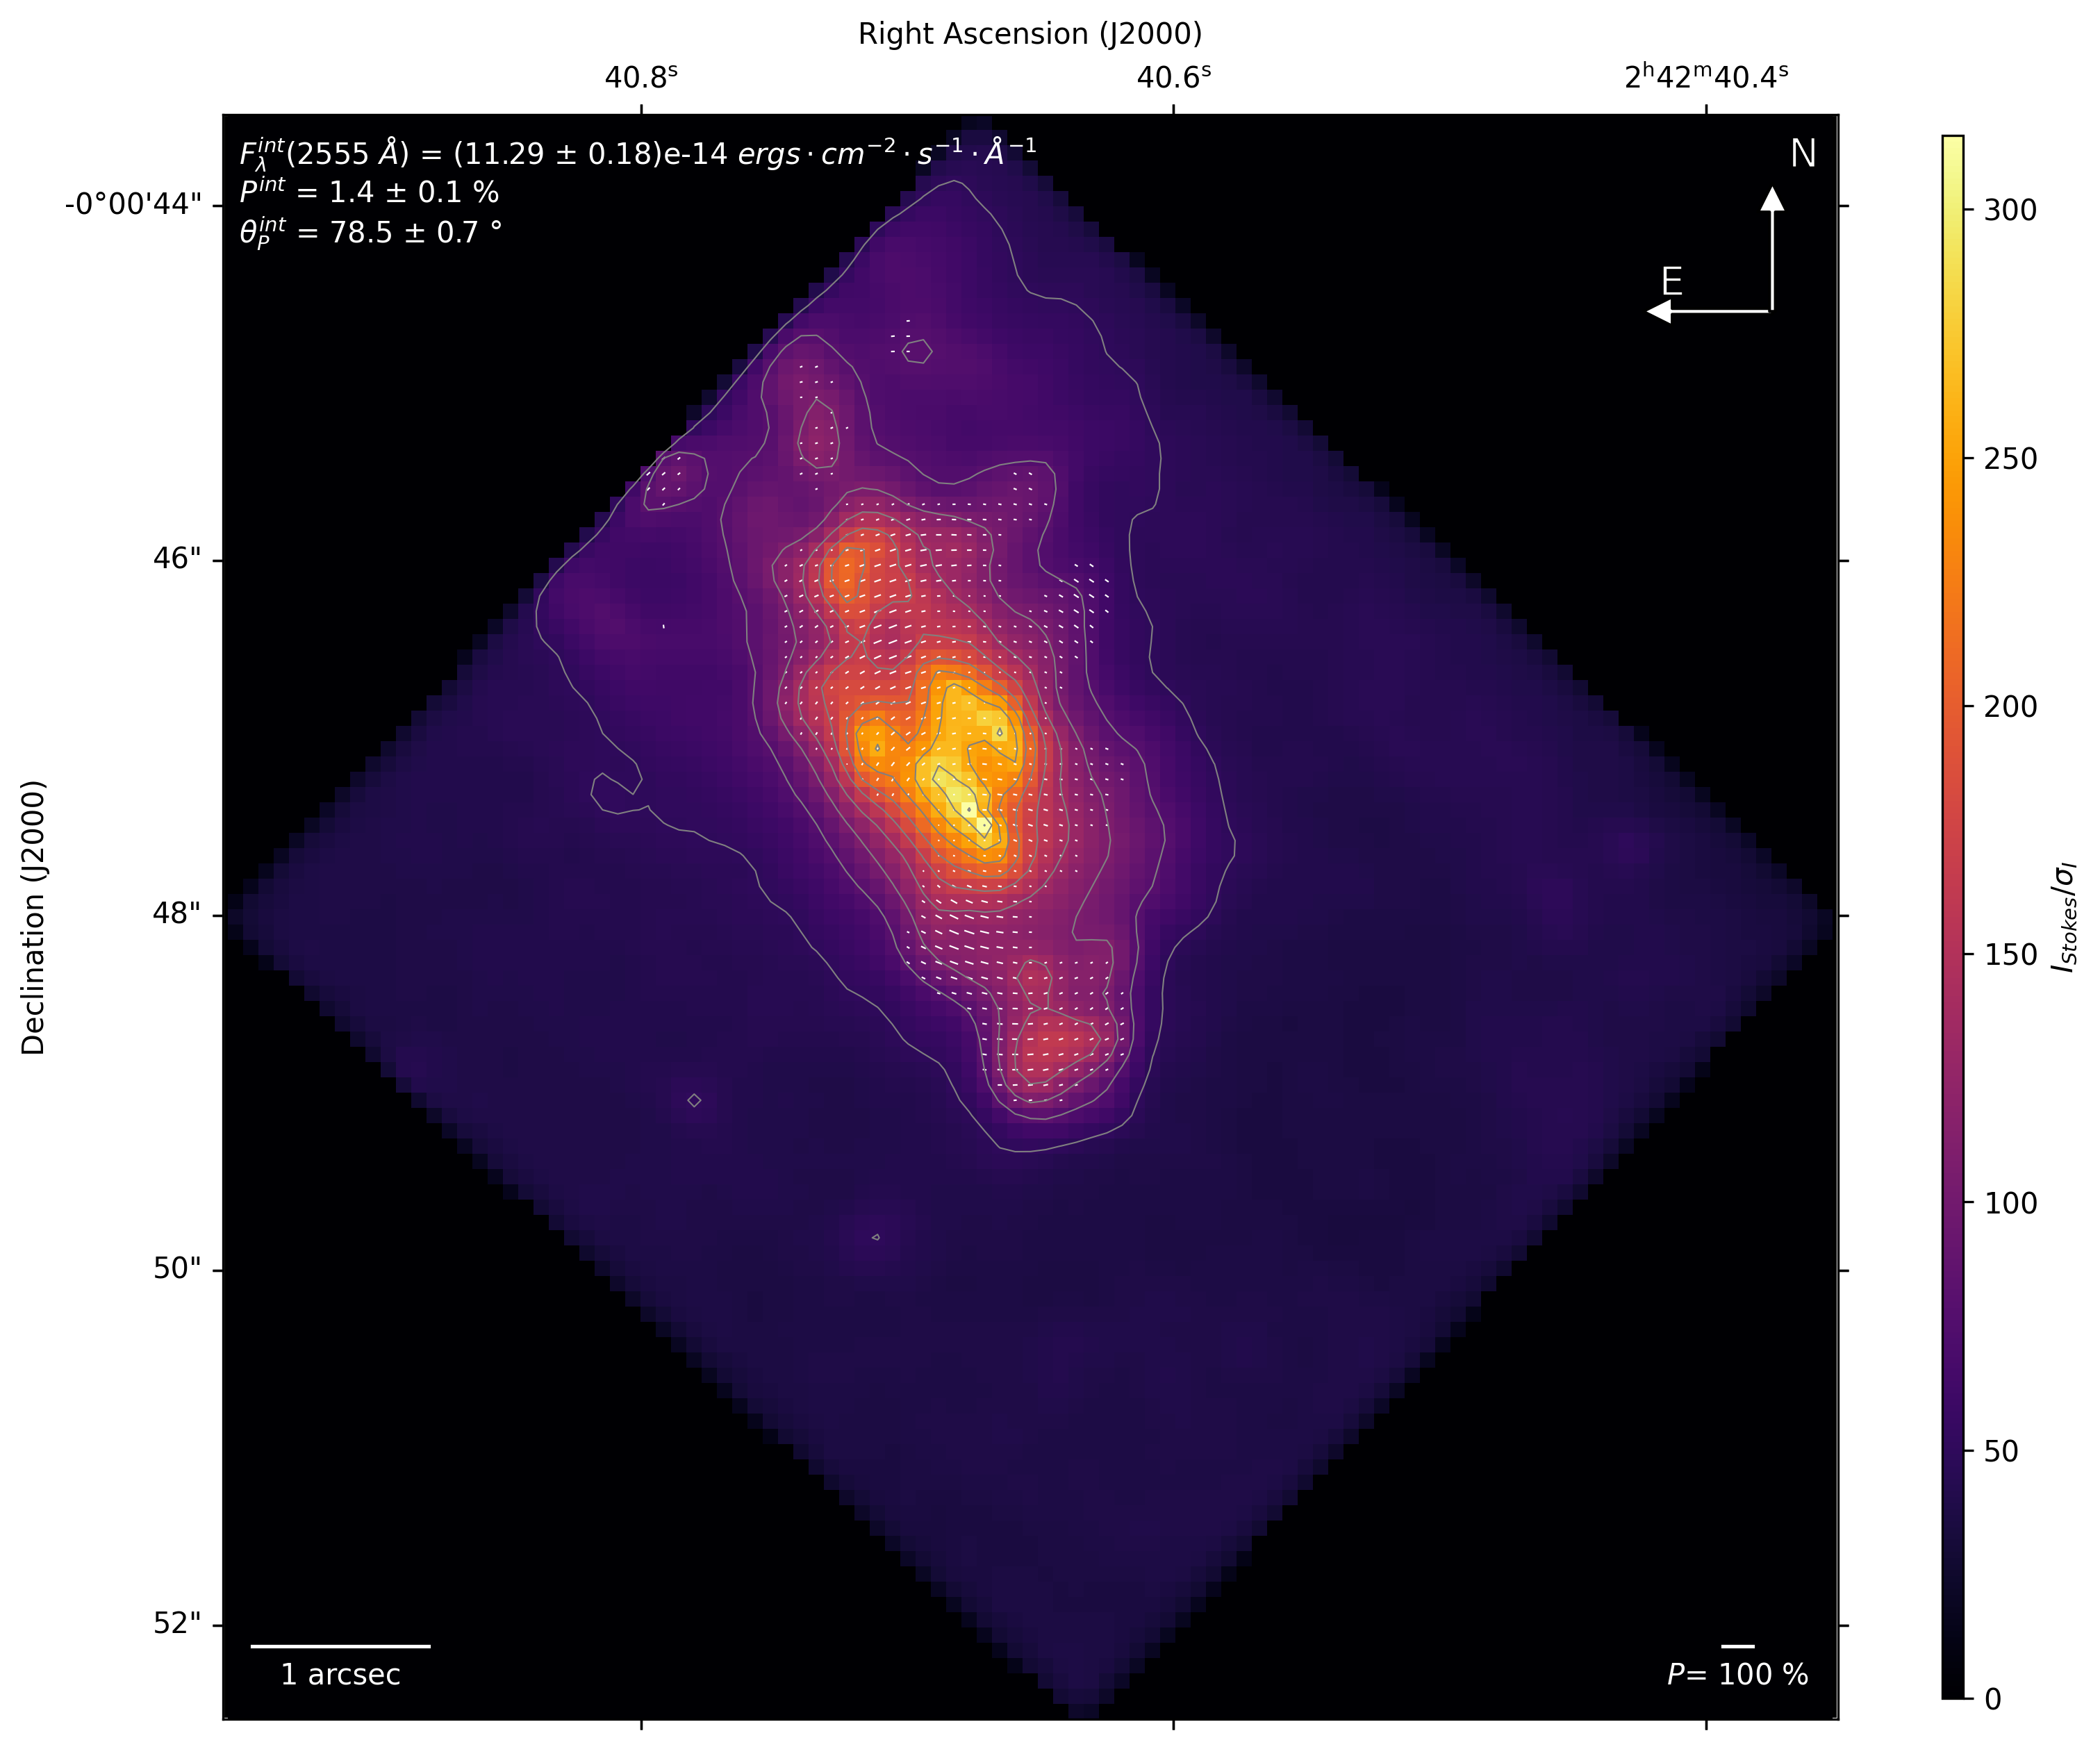 Right Ascension (J2000)
40.8ˢ 40.6ˢ 2ʰ42ᵐ40.4ˢ
F_λ^int(2555 Å) = (11.29 ± 0.18)e-14 ergs · cm⁻² · s⁻¹ · Å⁻¹
P^int = 1.4 ± 0.1 %
θ_P^int = 78.5 ± 0.7 °
N
E
-0°00'44"
46"
48"
50"
52"
Declination (J2000)
1 arcsec
P= 100 %
300
250
200
150
100
50
0
I_Stokes/σ_I